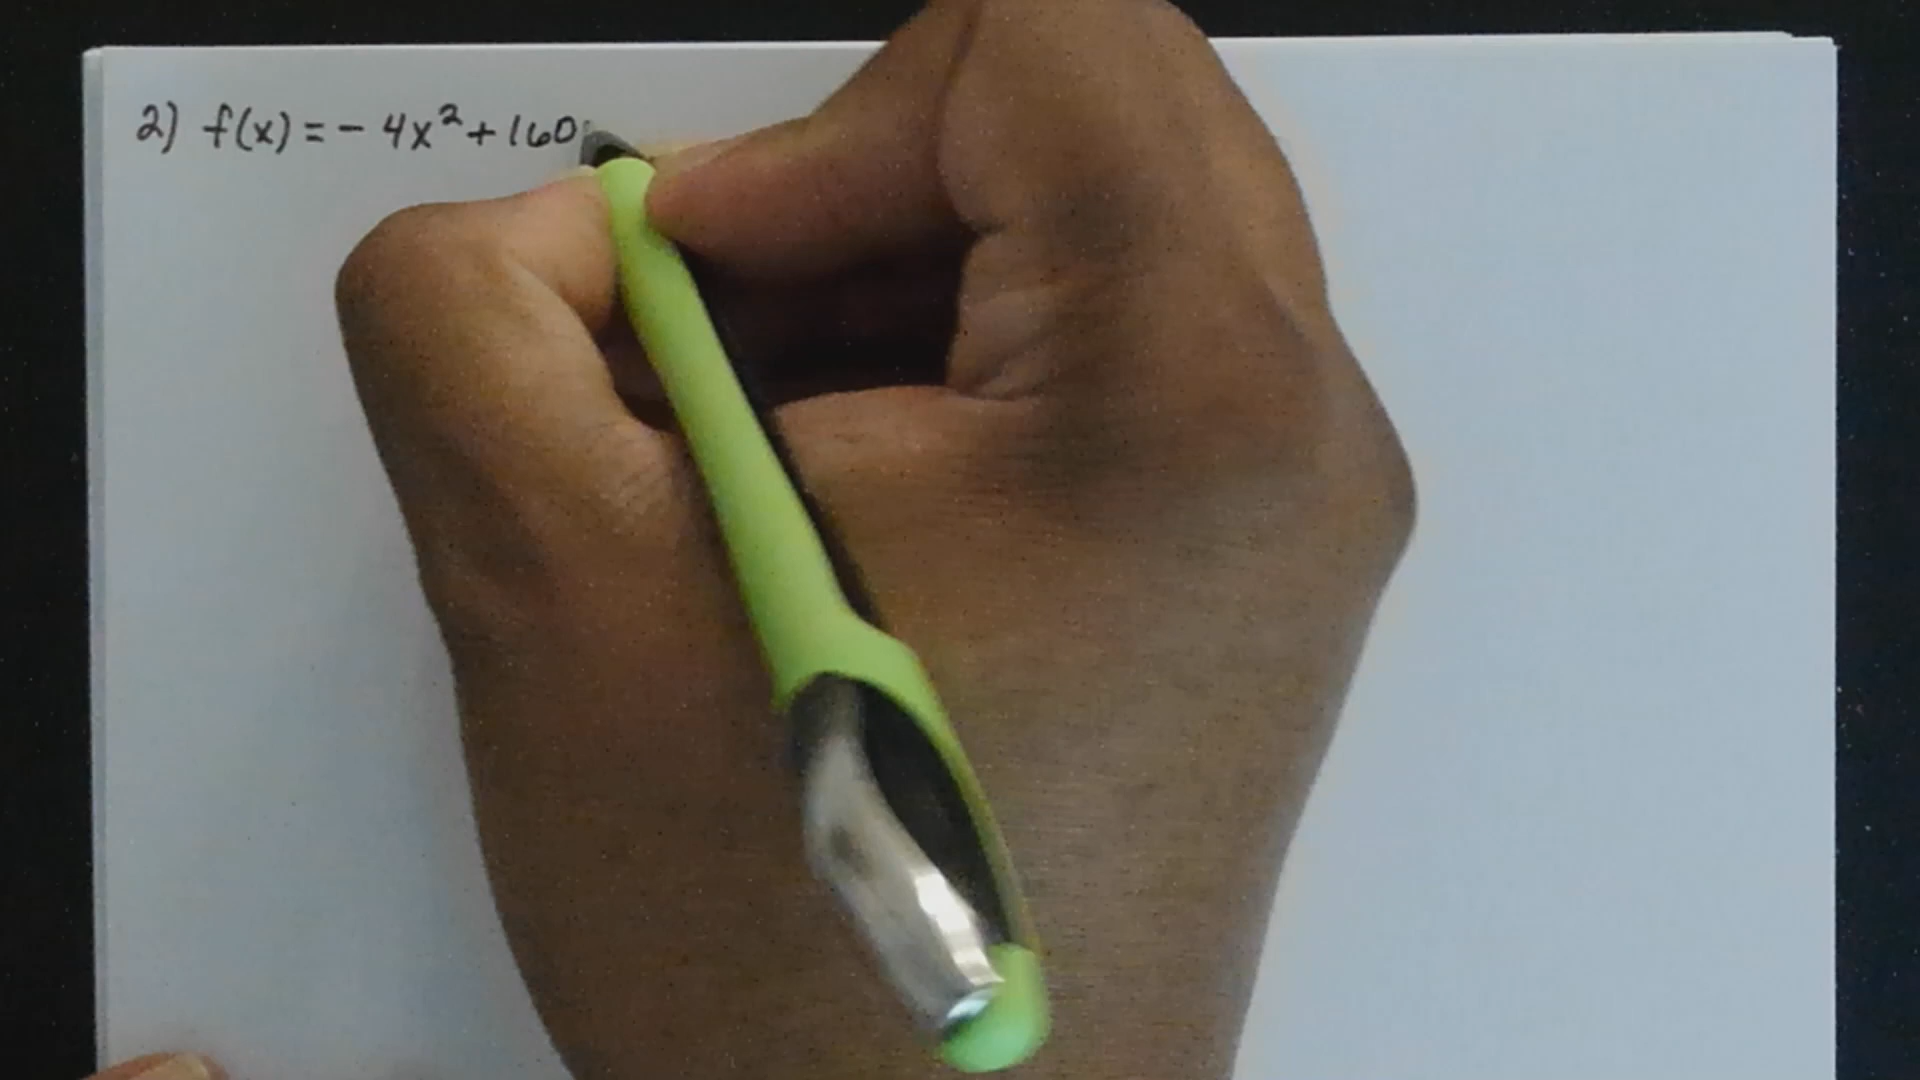 2) f(x) = - 4x² + 160